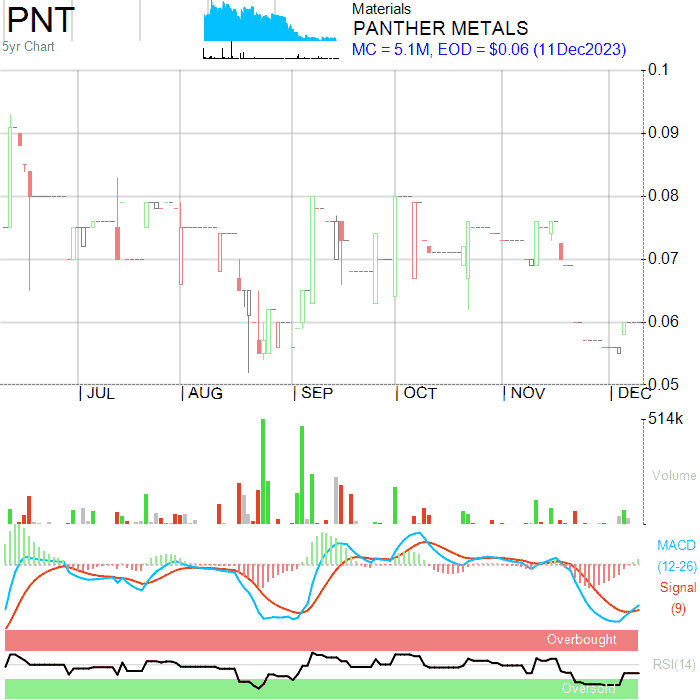 PNT
5yr Chart
Materials
PANTHER METALS
MC = 5.1M, EOD = $0.06 (11Dec2023)
0.1
0.09
0.08
0.07
0.06
0.05
| JUL | AUG | SEP | OCT | NOV | DEC
514k
Volume
MACD
(12-26)
Signal
(9)
Overbought
RSI(14)
Oversold